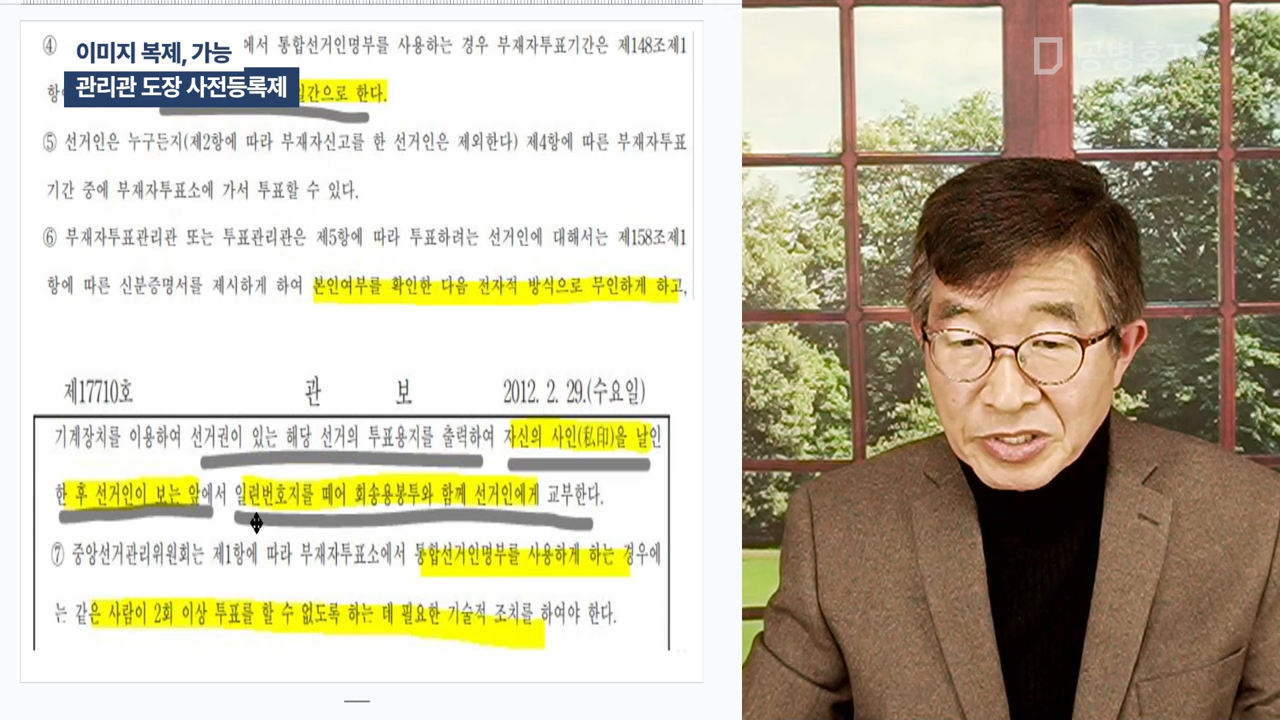 이미지 복제, 가능
관리관 도장 사전등록제
④ 에서 통합선거인명부를 사용하는 경우 부재자투표기간은 제148조제1
항에 일간으로 한다.
⑤ 선거인은 누구든지(제2항에 따라 부재자신고를 한 선거인은 제외한다) 제4항에 따른 부재자투표
기간 중에 부재자투표소에 가서 투표할 수 있다.
⑥ 부재자투표관리관 또는 투표관리관은 제5항에 따라 투표하려는 선거인에 대해서는 제158조제1
항에 따른 신분증명서를 제시하게 하여 본인여부를 확인한 다음 전자적 방식으로 무인하게 하고,
제17710호 관 보 2012. 2. 29.(수요일)
기계장치를 이용하여 선거권이 있는 해당 선거의 투표용지를 출력하여 자신의 사인(私印)을 날인
한 후 선거인이 보는 앞에서 일련번호지를 떼어 회송용봉투와 함께 선거인에게 교부한다.
⑦ 중앙선거관리위원회는 제1항에 따라 부재자투표소에서 통합선거인명부를 사용하게 하는 경우에
는 같은 사람이 2회 이상 투표를 할 수 없도록 하는 데 필요한 기술적 조치를 하여야 한다.
공병호TV